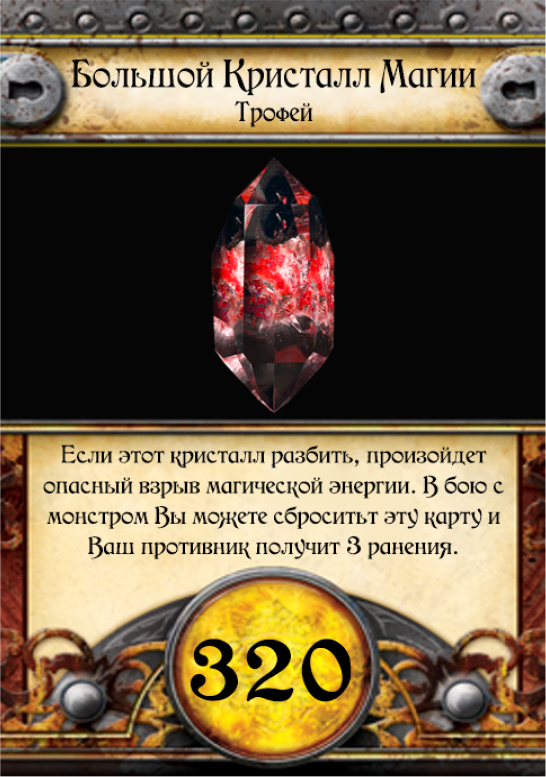 Большой Кристалл Магии
Трофей
Если этот кристалл разбить, произойдет
опасный взрыв магической энергии. В бою с
монстром Вы можете сброситьт эту карту и
Ваш противник получит 3 ранения.
320